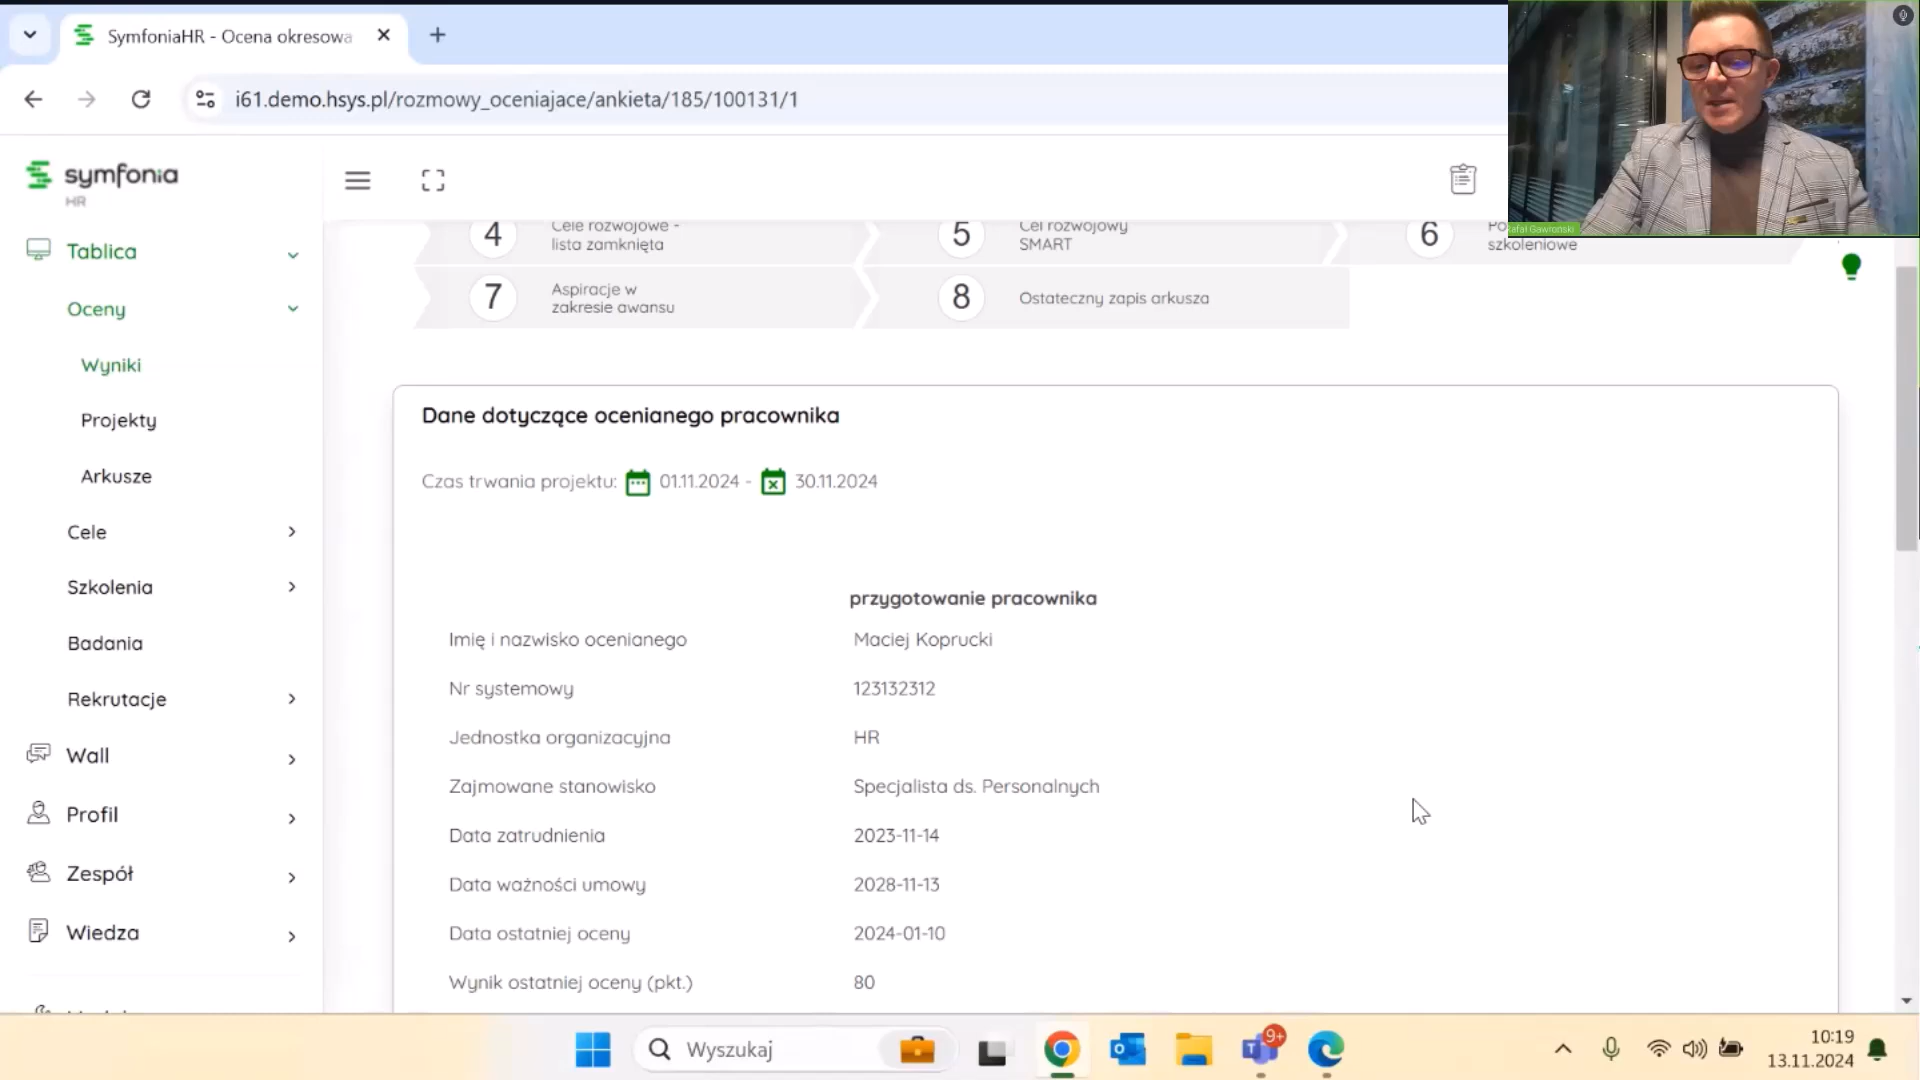 SymfoniaHR - Ocena okresowa
i61.demo.hsys.pl/rozmowy_oceniajace/ankieta/185/100131/1
symfonia
HR
Tablica
Oceny
Wyniki
Projekty
Arkusze
Cele
Szkolenia
Badania
Rekrutacje
Wall
Profil
Zespół
Wiedza
4
Cele rozwojowe -
lista zamknięta
5
Cel rozwojowy
SMART
6
szkoleniowe
7
Aspiracje w
zakresie awansu
8
Ostateczny zapis arkusza
Dane dotyczące ocenianego pracownika
Czas trwania projektu: 01.11.2024 - 30.11.2024
przygotowanie pracownika
Imię i nazwisko ocenianego Maciej Koprucki
Nr systemowy 123132312
Jednostka organizacyjna HR
Zajmowane stanowisko Specjalista ds. Personalnych
Data zatrudnienia 2023-11-14
Data ważności umowy 2028-11-13
Data ostatniej oceny 2024-01-10
Wynik ostatniej oceny (pkt.) 80
afał Gawroński
Wyszukaj
9+
10:19
13.11.2024